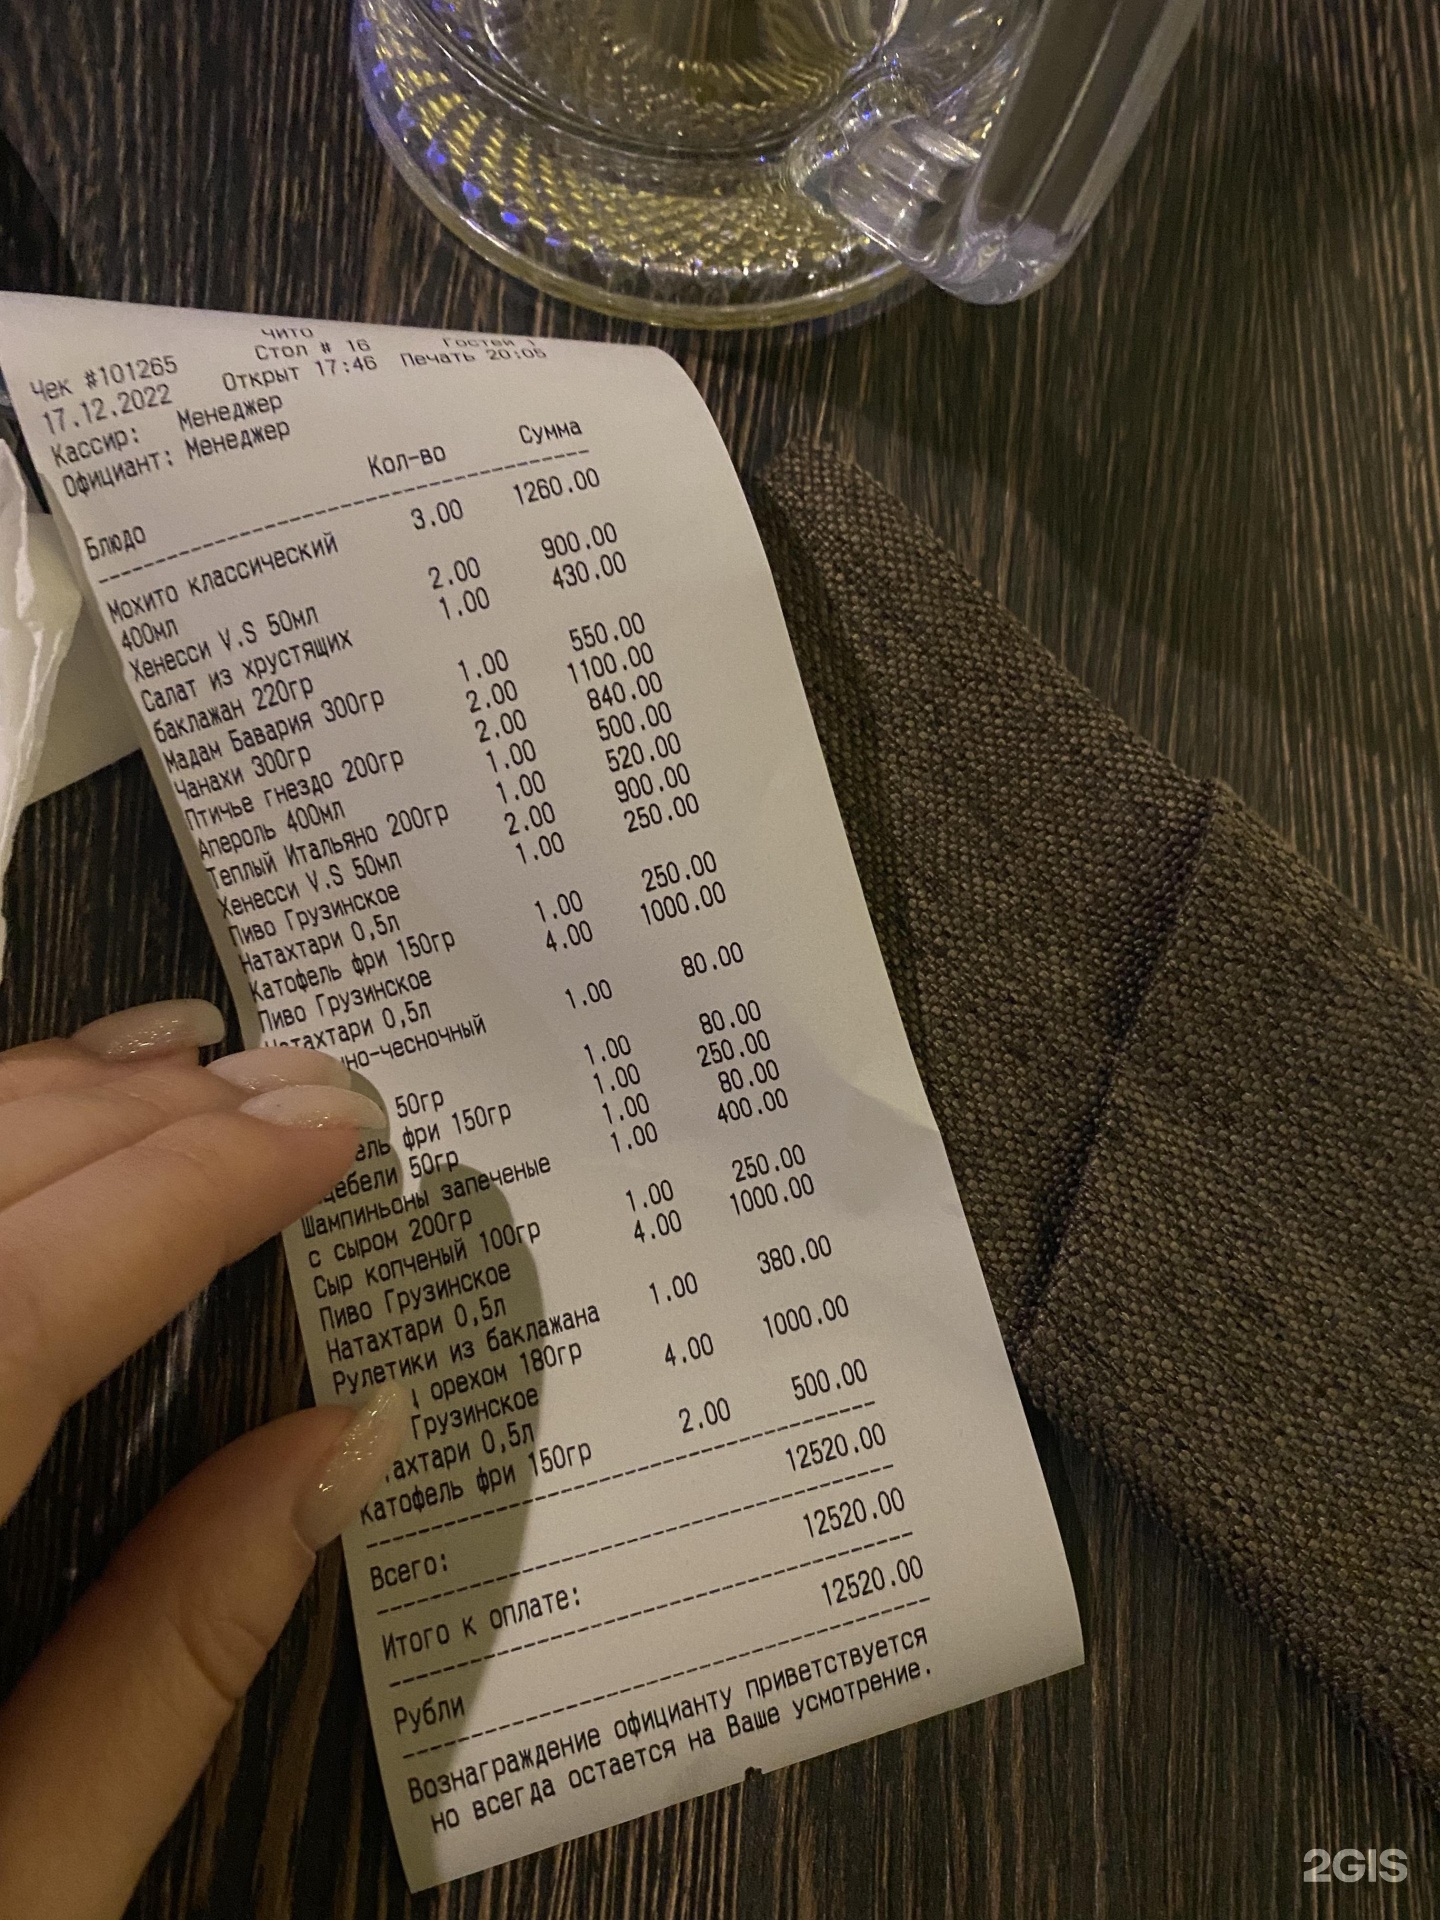 Чито
Стол # 16 Гостей 1
Чек #101265
17.12.2022 Открыт 17:46 Печать 20:05
Кассир: Менеджер
Официант: Менеджер
Блюдо Кол-во Сумма
Мохито классический 3.00 1260.00
400мл
Хенесси V.S 50мл 2.00 900.00
Салат из хрустящих 1.00 430.00
баклажан 220гр
Мадам Бавария 300гр 1.00 550.00
Чанахи 300гр 2.00 1100.00
Птичье гнездо 200гр 2.00 840.00
Апероль 400мл 1.00 500.00
Теплый Итальяно 200гр 1.00 520.00
Хенесси V.S 50мл 2.00 900.00
Пиво Грузинское 1.00 250.00
Натахтари 0,5л
Катофель фри 150гр 1.00 250.00
Пиво Грузинское 4.00 1000.00
Натахтари 0,5л
но-чесночный 1.00 80.00
50гр 1.00 80.00
ель фри 150гр 1.00 250.00
цебели 50гр 1.00 80.00
Шампиньоны запеченые 1.00 400.00
с сыром 200гр
Сыр копченый 100гр 1.00 250.00
Пиво Грузинское 4.00 1000.00
Натахтари 0,5л
Рулетики из баклажана 1.00 380.00
орехом 180гр
Грузинское 4.00 1000.00
ахтари 0,5л
Катофель фри 150гр 2.00 500.00
Всего: 12520.00
Итого к оплате: 12520.00
Рубли 12520.00
Вознаграждение официанту приветствуется
но всегда остается на Ваше усмотрение.
2GIS